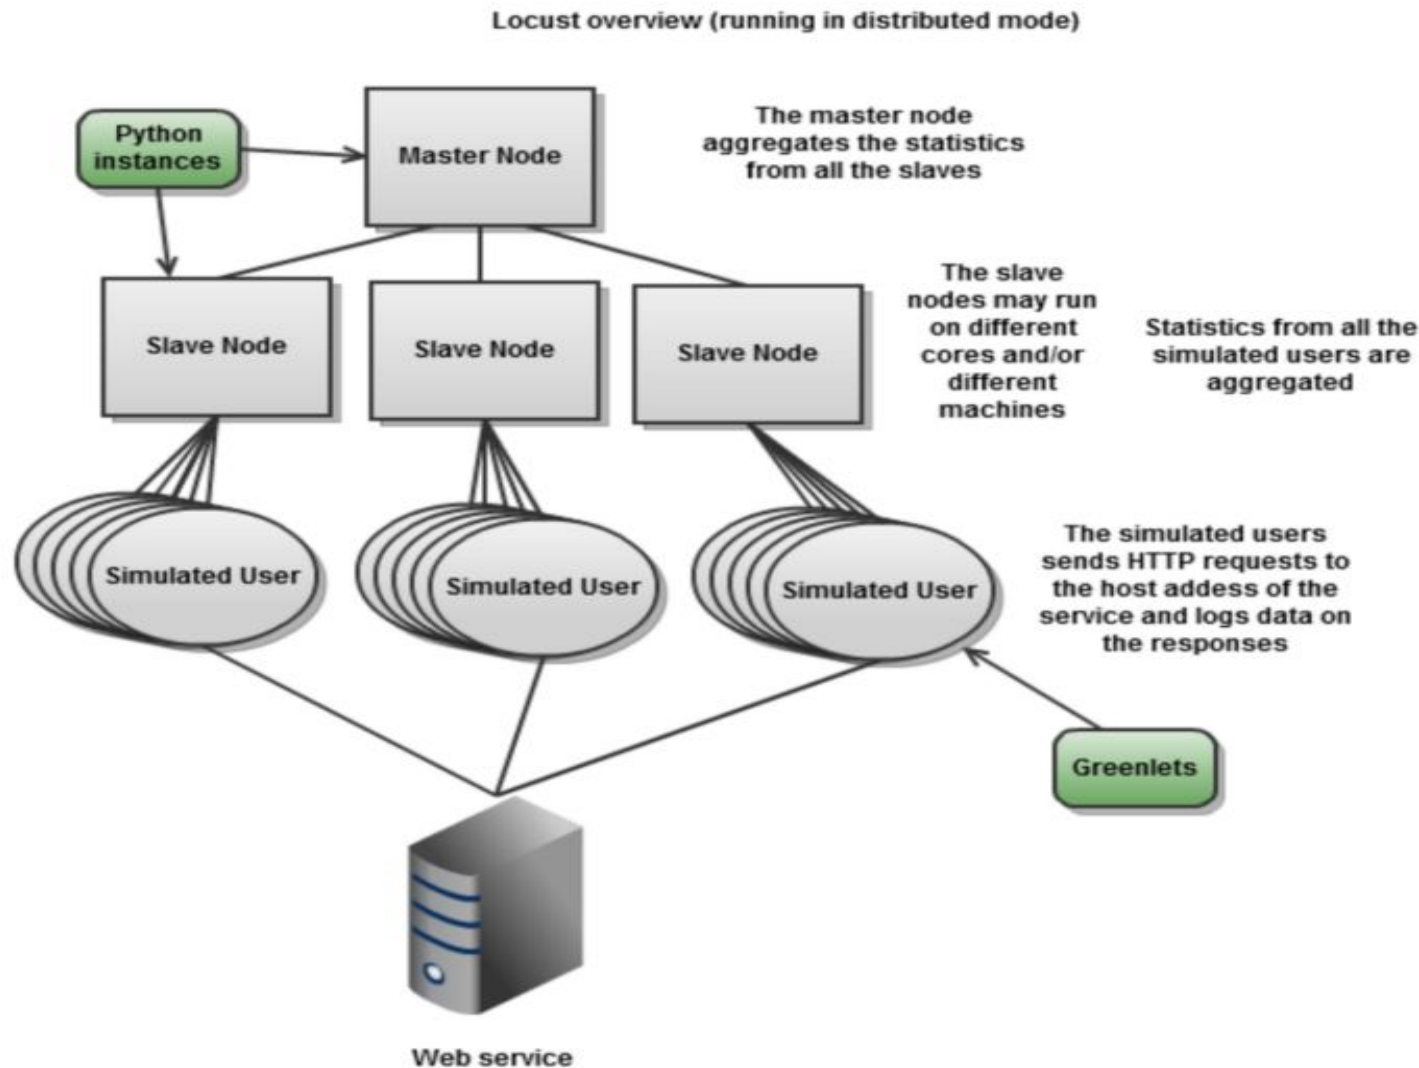 Locust overview (running in distributed mode)
Python
instances
Master Node
The master node
aggregates the statistics
from all the slaves
Slave Node
Slave Node
Slave Node
The slave
nodes may run
on different
cores and/or
different
machines
Statistics from all the
simulated users are
aggregated
Simulated User
Simulated User
Simulated User
The simulated users
sends HTTP requests to
the host addess of the
service and logs data on
the responses
Greenlets
Web service